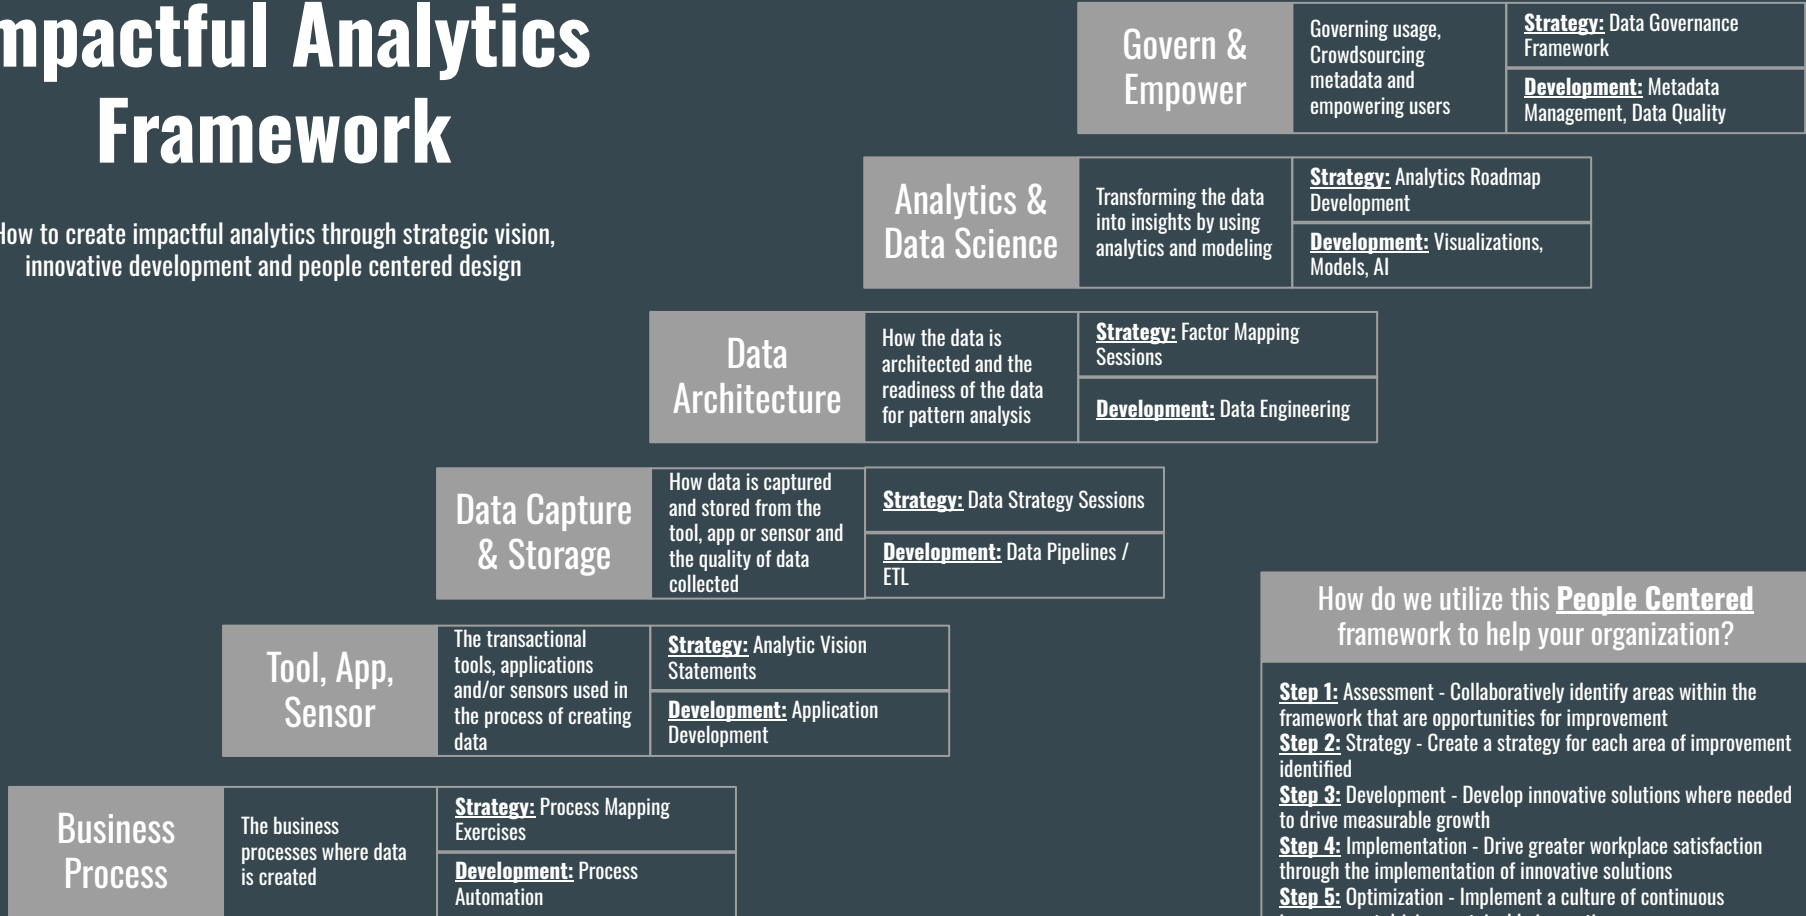 mpactful Analytics
Framework
How to create impactful analytics through strategic vision,
innovative development and people centered design
Govern &
Empower
Governing usage,
Crowdsourcing
metadata and
empowering users
Strategy: Data Governance
Framework
Development: Metadata
Management, Data Quality
Analytics &
Data Science
Transforming the data
into insights by using
analytics and modeling
Strategy: Analytics Roadmap
Development
Development: Visualizations,
Models, AI
Data
Architecture
How the data is
architected and the
readiness of the data
for pattern analysis
Strategy: Factor Mapping
Sessions
Development: Data Engineering
Data Capture
& Storage
How data is captured
and stored from the
tool, app or sensor and
the quality of data
collected
Strategy: Data Strategy Sessions
Development: Data Pipelines /
ETL
Tool, App,
Sensor
The transactional
tools, applications
and/or sensors used in
the process of creating
data
Strategy: Analytic Vision
Statements
Development: Application
Development
Business
Process
The business
processes where data
is created
Strategy: Process Mapping
Exercises
Development: Process
Automation
How do we utilize this People Centered
framework to help your organization?
Step 1: Assessment - Collaboratively identify areas within the
framework that are opportunities for improvement
Step 2: Strategy - Create a strategy for each area of improvement
identified
Step 3: Development - Develop innovative solutions where needed
to drive measurable growth
Step 4: Implementation - Drive greater workplace satisfaction
through the implementation of innovative solutions
Step 5: Optimization - Implement a culture of continuous